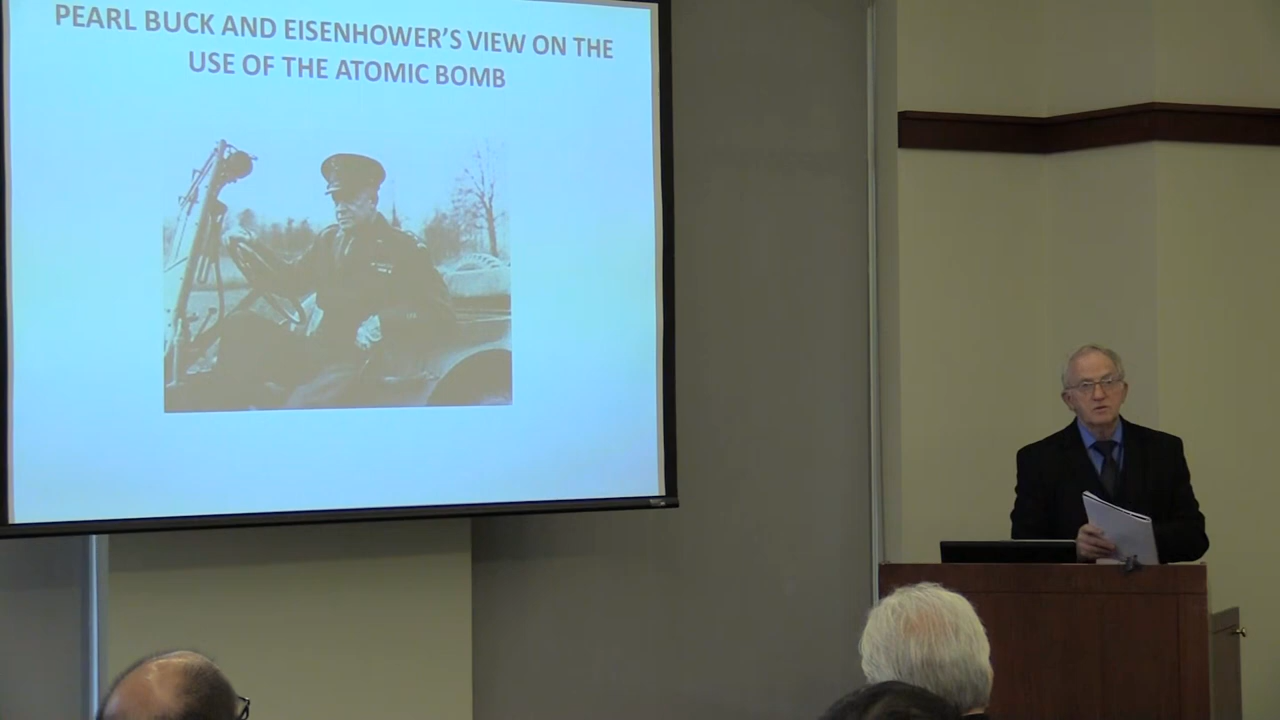 PEARL BUCK AND EISENHOWER'S VIEW ON THE
USE OF THE ATOMIC BOMB